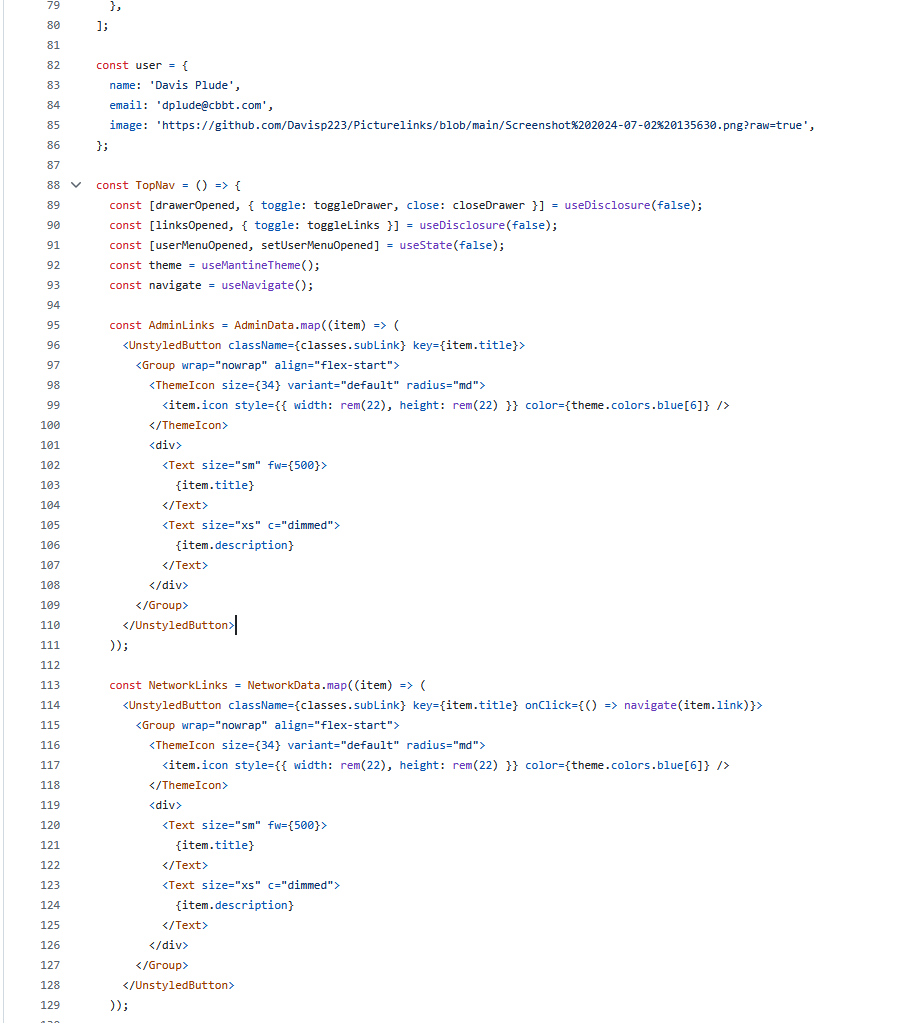 79     },
80   ];
81
82   const user = {
83     name: 'Davis Plude',
84     email: 'dplude@cbbt.com',
85     image: 'https://github.com/Davisp223/Picturelinks/blob/main/Screenshot%202024-07-02%20135630.png?raw=true',
86   };
87
88   const TopNav = () => {
89     const [drawerOpened, { toggle: toggleDrawer, close: closeDrawer }] = useDisclosure(false);
90     const [linksOpened, { toggle: toggleLinks }] = useDisclosure(false);
91     const [userMenuOpened, setUserMenuOpened] = useState(false);
92     const theme = useMantineTheme();
93     const navigate = useNavigate();
94
95     const AdminLinks = AdminData.map((item) => (
96       <UnstyledButton className={classes.subLink} key={item.title}>
97         <Group wrap="nowrap" align="flex-start">
98           <ThemeIcon size={34} variant="default" radius="md">
99             <item.icon style={{ width: rem(22), height: rem(22) }} color={theme.colors.blue[6]} />
100           </ThemeIcon>
101           <div>
102             <Text size="sm" fw={500}>
103               {item.title}
104             </Text>
105             <Text size="xs" c="dimmed">
106               {item.description}
107             </Text>
108           </div>
109         </Group>
110       </UnstyledButton>
111     ));
112
113     const NetworkLinks = NetworkData.map((item) => (
114       <UnstyledButton className={classes.subLink} key={item.title} onClick={() => navigate(item.link)}>
115         <Group wrap="nowrap" align="flex-start">
116           <ThemeIcon size={34} variant="default" radius="md">
117             <item.icon style={{ width: rem(22), height: rem(22) }} color={theme.colors.blue[6]} />
118           </ThemeIcon>
119           <div>
120             <Text size="sm" fw={500}>
121               {item.title}
122             </Text>
123             <Text size="xs" c="dimmed">
124               {item.description}
125             </Text>
126           </div>
127         </Group>
128       </UnstyledButton>
129     ));